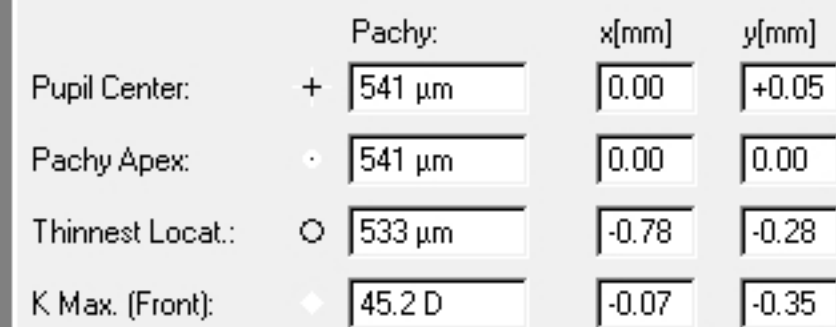 Pachy: x[mm] y[mm]
Pupil Center: + 541 µm 0.00 +0.05
Pachy Apex: 541 µm 0.00 0.00
Thinnest Locat.: 533 µm -0.78 -0.28
K Max. (Front): 45.2 D -0.07 -0.35